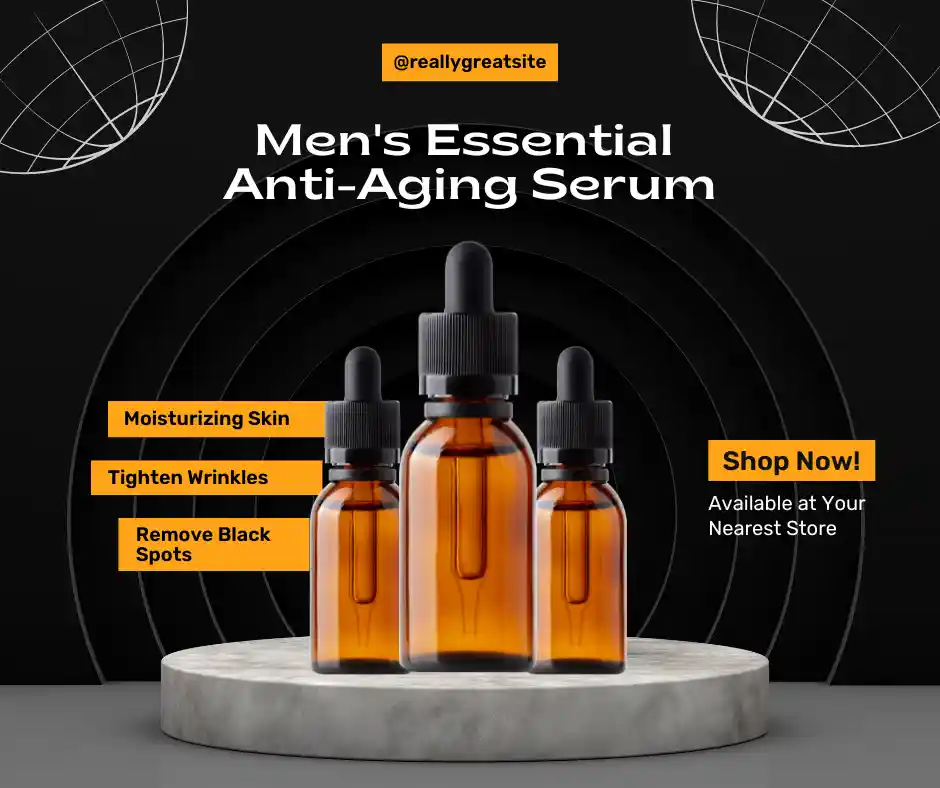 @reallygreatsite
Men's Essential
Anti-Aging Serum
Moisturizing Skin
Tighten Wrinkles
Remove Black
Spots
Shop Now!
Available at Your
Nearest Store